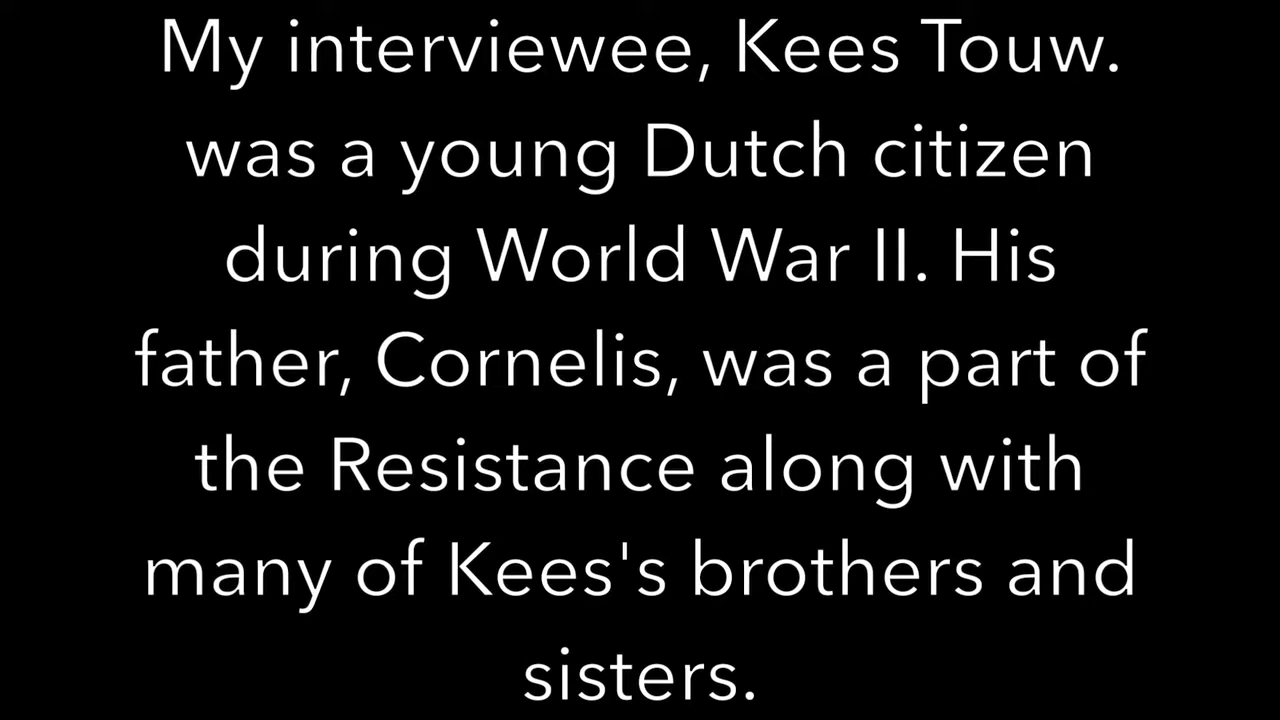 My interviewee, Kees Touw.
was a young Dutch citizen
during World War II. His
father, Cornelis, was a part of
the Resistance along with
many of Kees's brothers and
sisters.